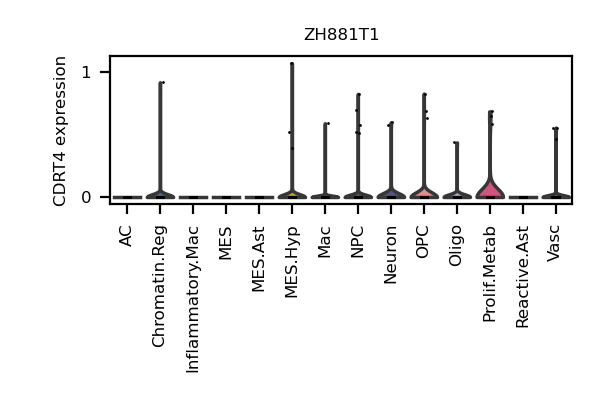 ZH881T1
CDRT4 expression
1
0
AC
Chromatin.Reg
Inflammatory.Mac
MES
MES.Ast
MES.Hyp
Mac
NPC
Neuron
OPC
Oligo
Prolif.Metab
Reactive.Ast
Vasc